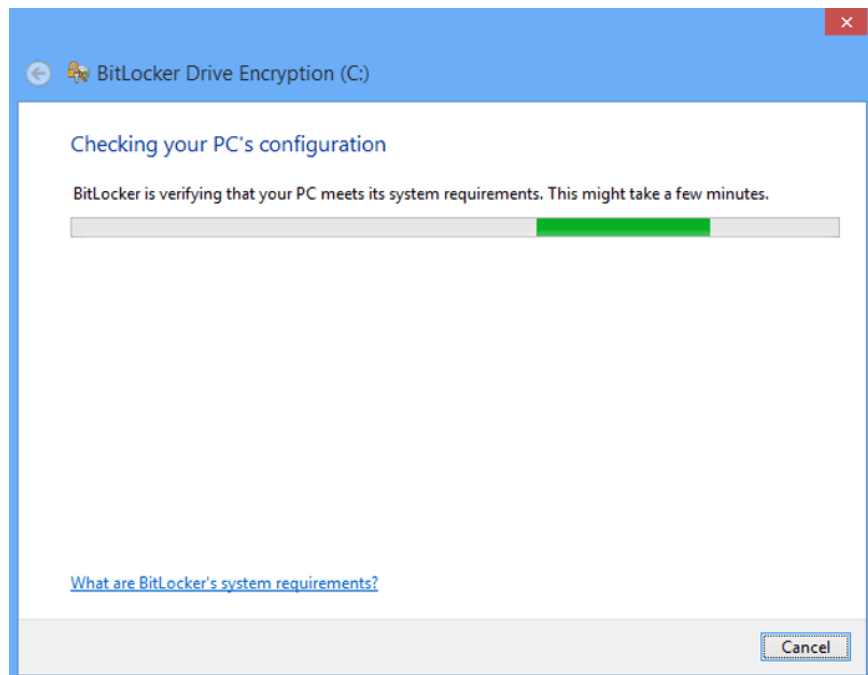 BitLocker Drive Encryption (C:)
Checking your PC's configuration
BitLocker is verifying that your PC meets its system requirements. This might take a few minutes.
What are BitLocker's system requirements?
Cancel